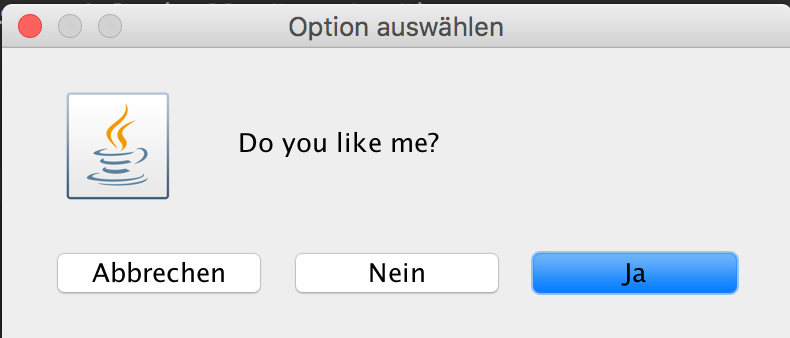 Option auswählen
Do you like me?
Abbrechen
Nein
Ja